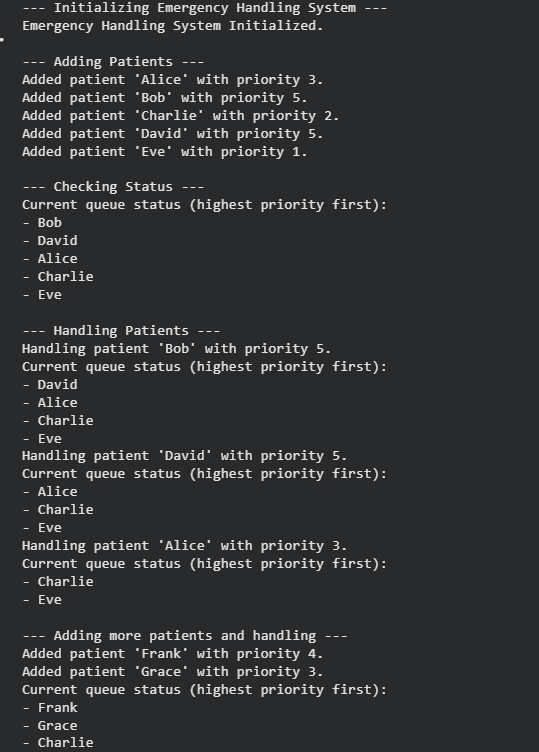 --- Initializing Emergency Handling System ---
Emergency Handling System Initialized.
--- Adding Patients ---
Added patient 'Alice' with priority 3.
Added patient 'Bob' with priority 5.
Added patient 'Charlie' with priority 2.
Added patient 'David' with priority 5.
Added patient 'Eve' with priority 1.
--- Checking Status ---
Current queue status (highest priority first):
- Bob
- David
- Alice
- Charlie
- Eve
--- Handling Patients ---
Handling patient 'Bob' with priority 5.
Current queue status (highest priority first):
- David
- Alice
- Charlie
- Eve
Handling patient 'David' with priority 5.
Current queue status (highest priority first):
- Alice
- Charlie
- Eve
Handling patient 'Alice' with priority 3.
Current queue status (highest priority first):
- Charlie
- Eve
--- Adding more patients and handling ---
Added patient 'Frank' with priority 4.
Added patient 'Grace' with priority 3.
Current queue status (highest priority first):
- Frank
- Grace
- Charlie